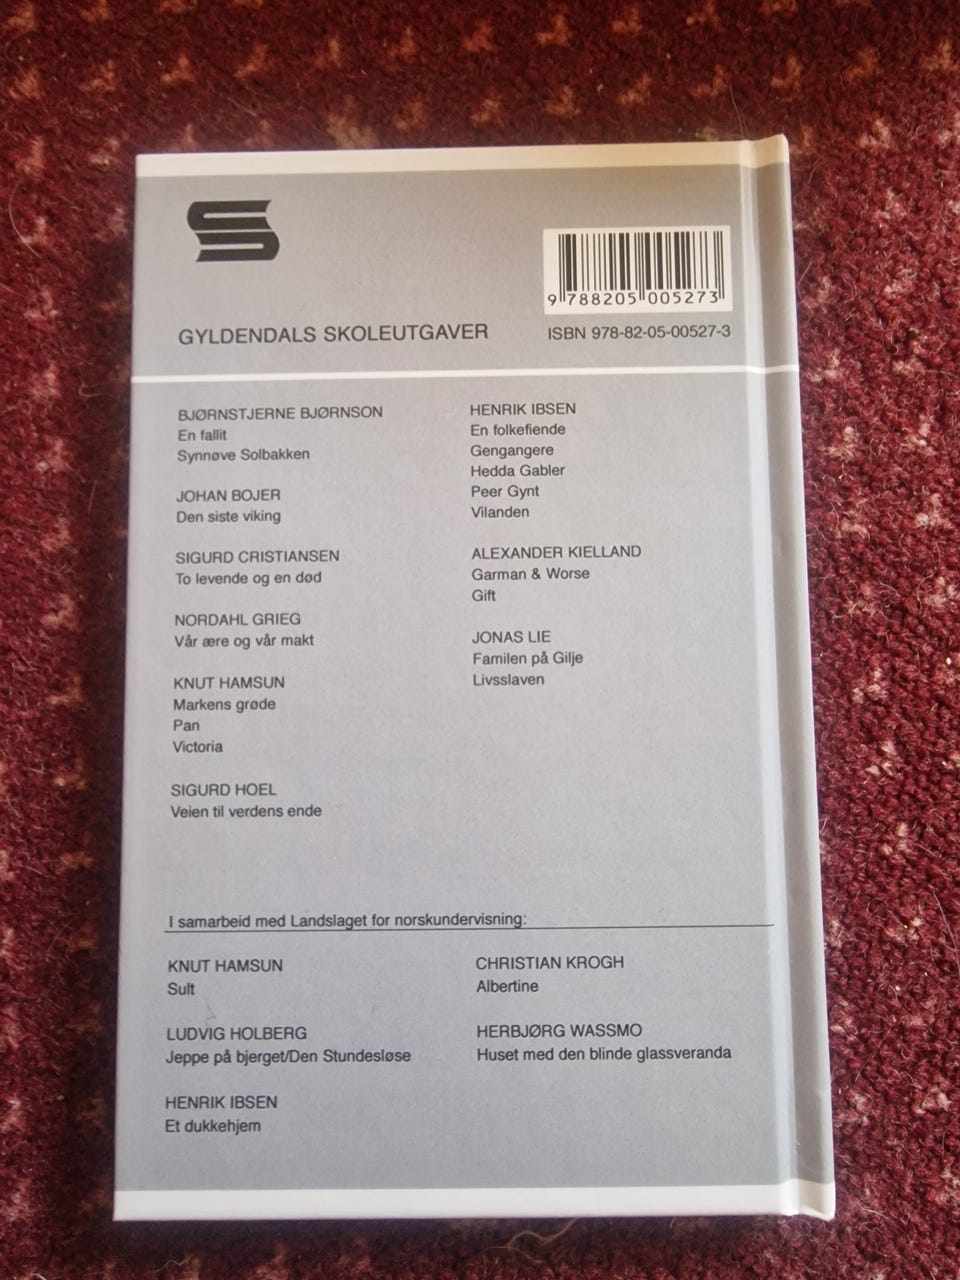 9 788205 005273
GYLDENDALS SKOLEUTGAVER
ISBN 978-82-05-00527-3
BJØRNSTJERNE BJØRNSON
En fallit
Synnøve Solbakken
JOHAN BOJER
Den siste viking
SIGURD CRISTIANSEN
To levende og en død
NORDAHL GRIEG
Vår ære og vår makt
KNUT HAMSUN
Markens grøde
Pan
Victoria
SIGURD HOEL
Veien til verdens ende
HENRIK IBSEN
En folkefiende
Gengangere
Hedda Gabler
Peer Gynt
Vilanden
ALEXANDER KIELLAND
Garman & Worse
Gift
JONAS LIE
Familen på Gilje
Livsslaven
I samarbeid med Landslaget for norskundervisning:
KNUT HAMSUN
Sult
LUDVIG HOLBERG
Jeppe på bjerget/Den Stundesløse
HENRIK IBSEN
Et dukkehjem
CHRISTIAN KROGH
Albertine
HERBJØRG WASSMO
Huset med den blinde glassveranda